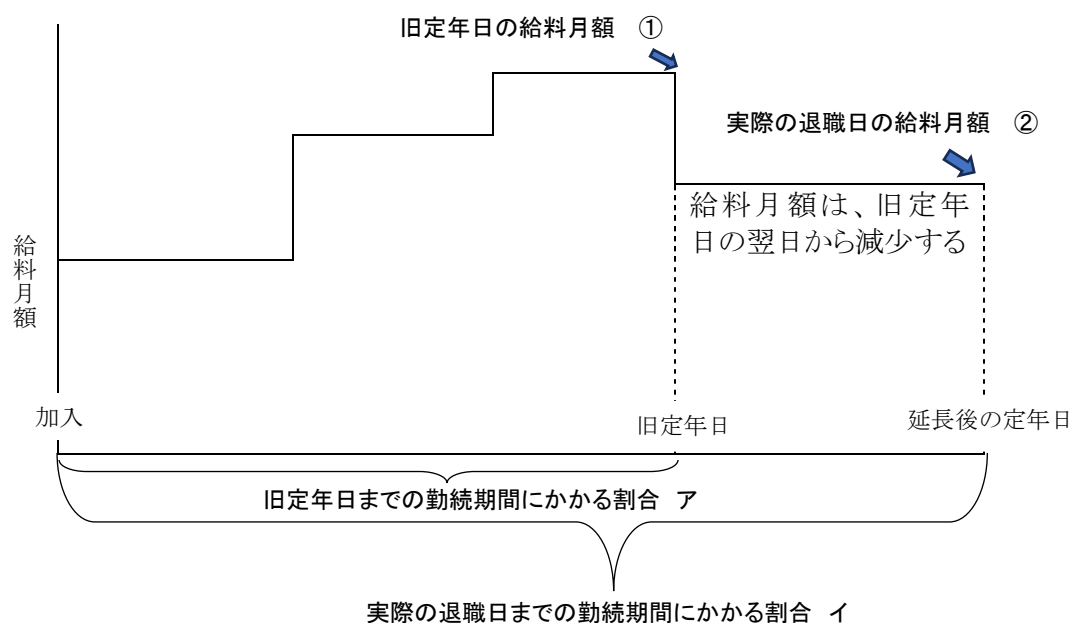 旧定年日の給料月額　①
実際の退職日の給料月額　②
給料月額は、旧定年
日の翌日から減少する
給料月額
加入
旧定年日
延長後の定年日
旧定年日までの勤続期間にかかる割合　ア
実際の退職日までの勤続期間にかかる割合　イ